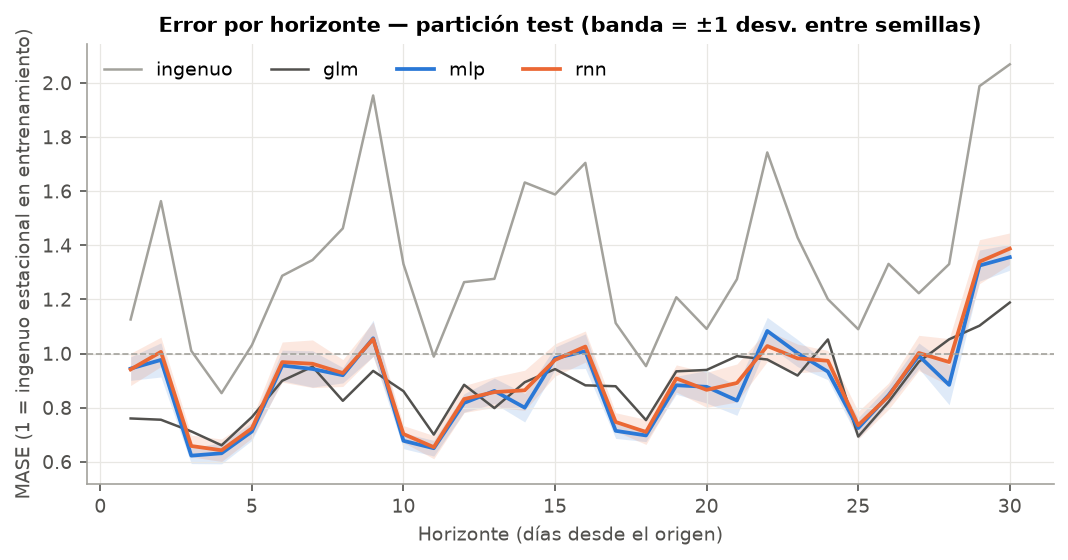 Error por horizonte — partición test (banda = ±1 desv. entre semillas)
ingenuo glm mlp rnn
MASE (1 = ingenuo estacional en entrenamiento)
2.0
1.8
1.6
1.4
1.2
1.0
0.8
0.6
0 5 10 15 20 25 30
Horizonte (días desde el origen)